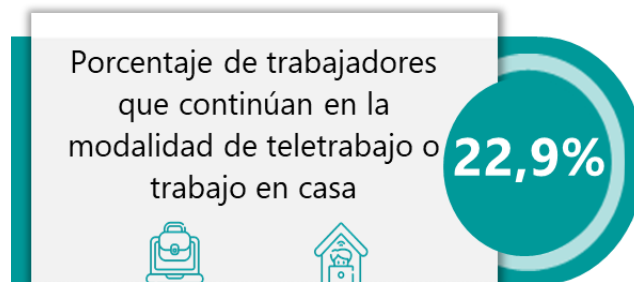 Porcentaje de trabajadores
que continúan en la
modalidad de teletrabajo o
trabajo en casa
22,9%